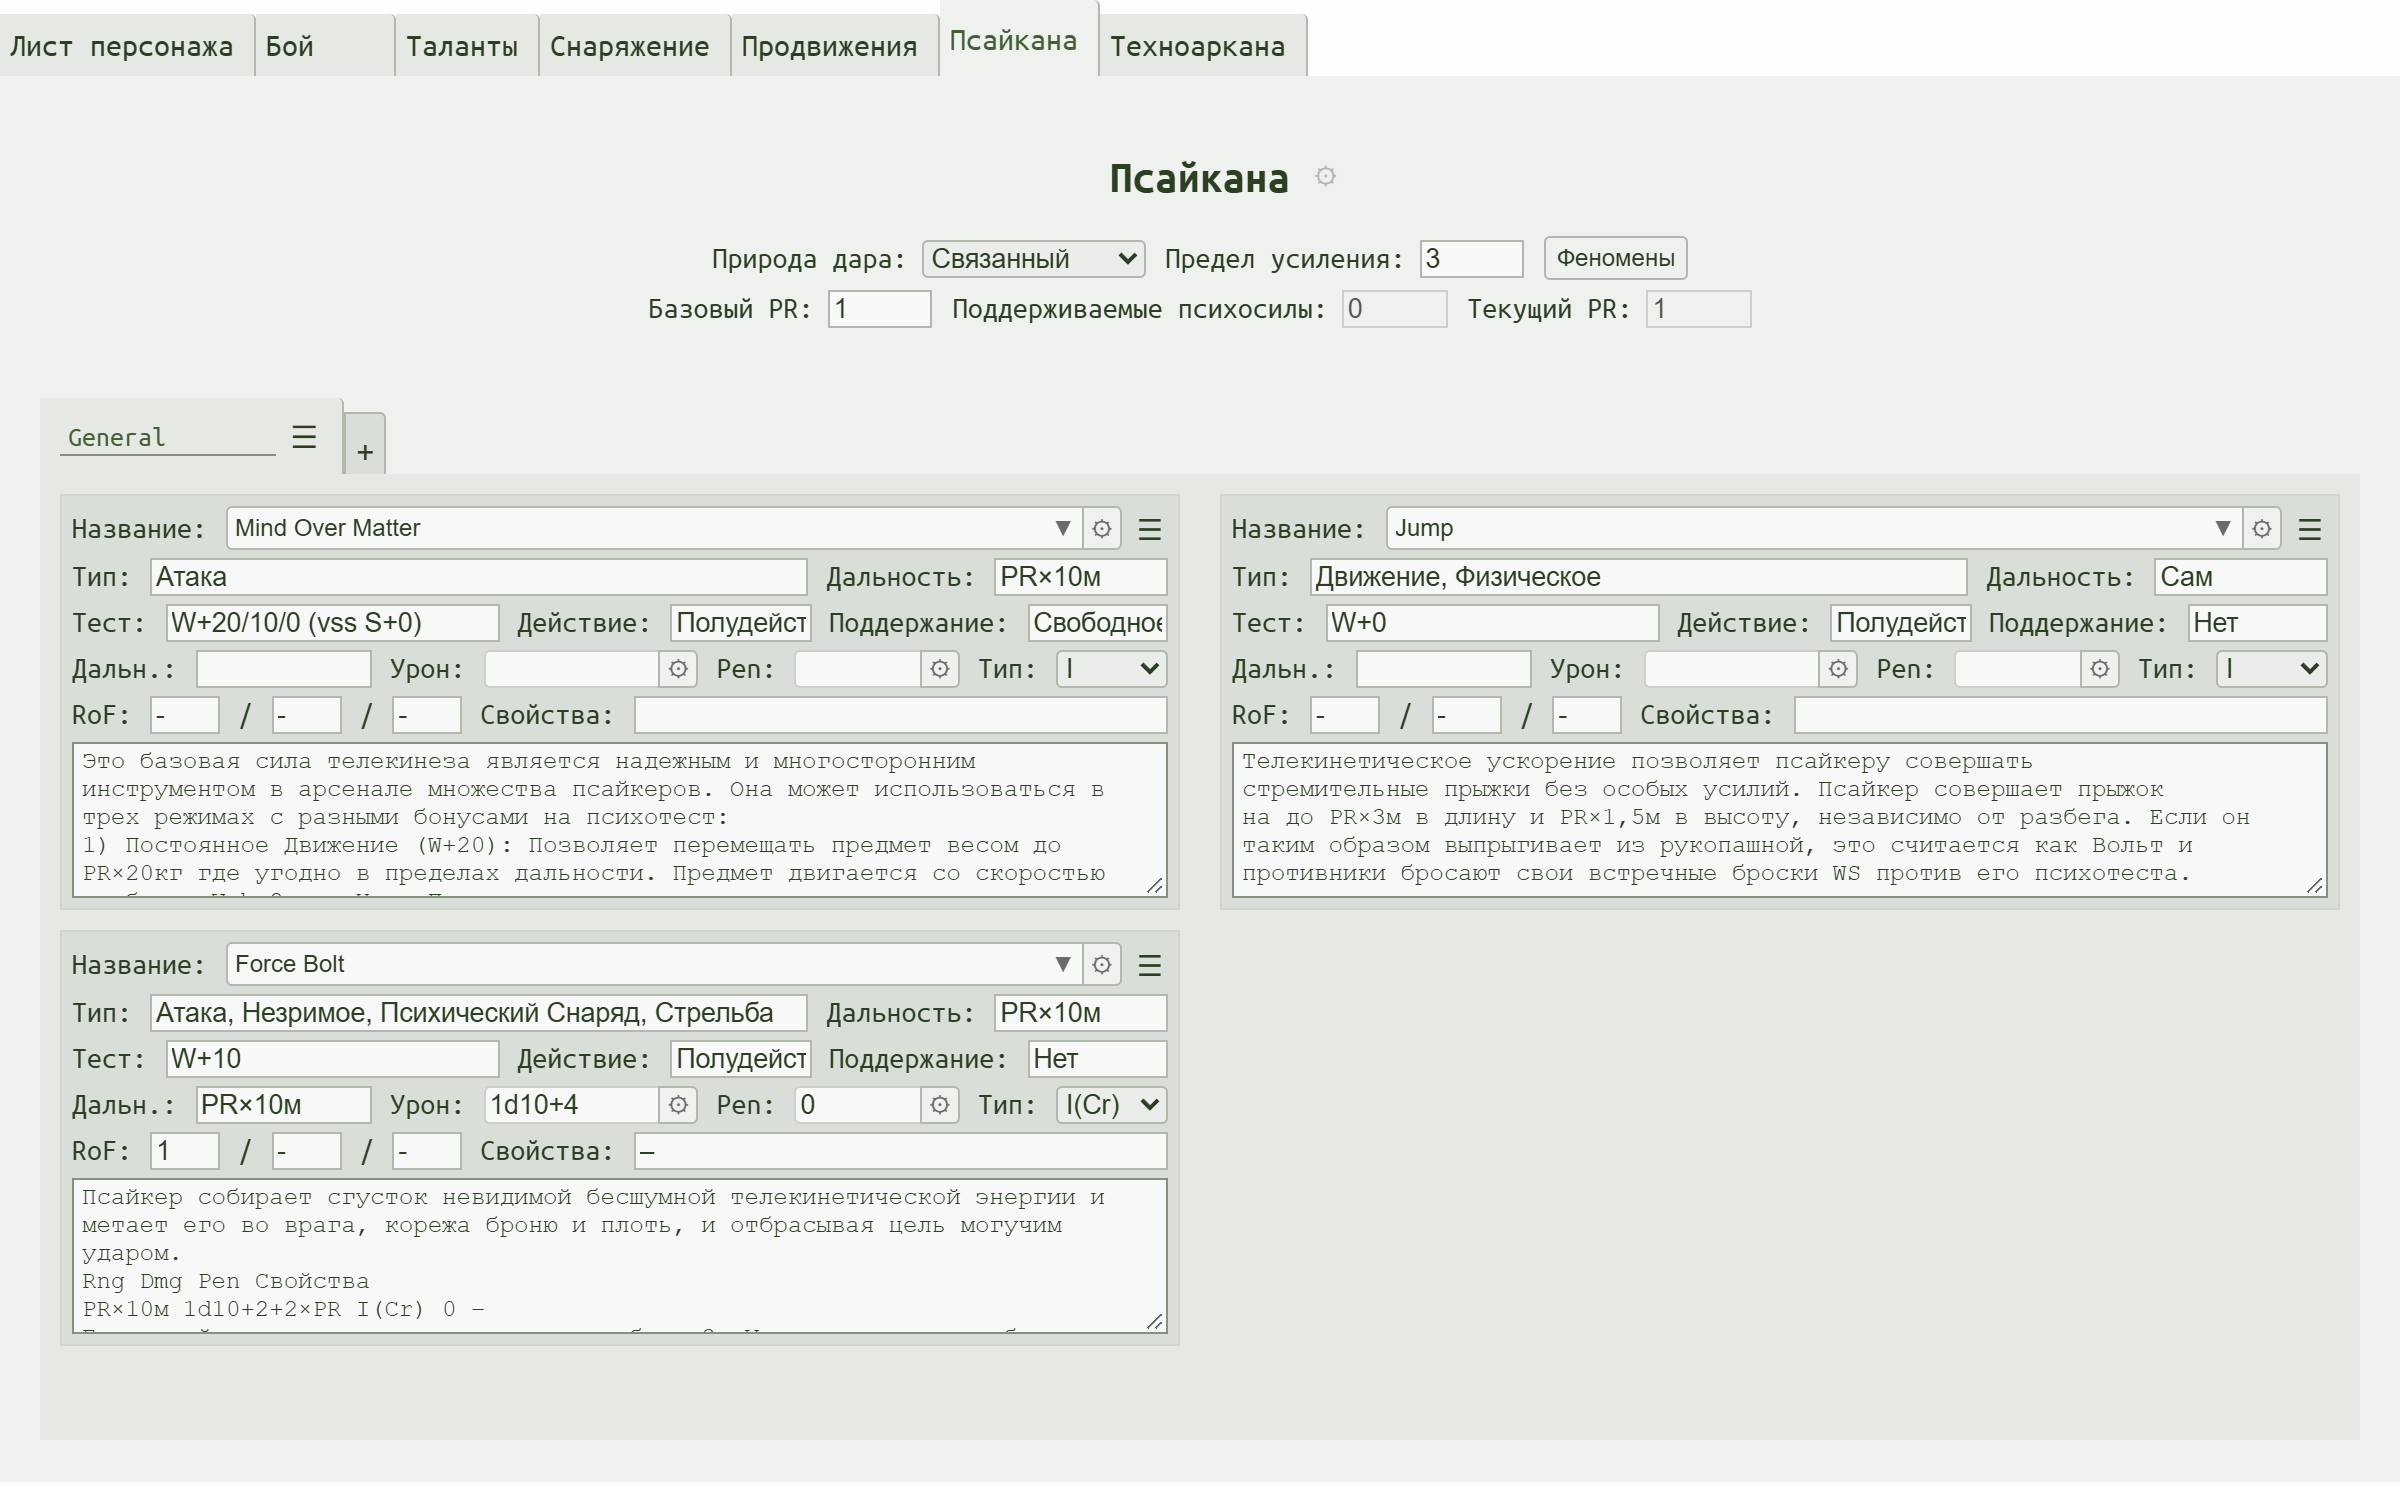 Лист персонажа Бой Таланты Снаряжение Продвижения Псайкана Техноаркана
Псайкана
Природа дара: Связанный Предел усиления: 3 Феномены
Базовый PR: 1 Поддерживаемые психосилы: 0 Текущий PR: 1
General
+
Название: Mind Over Matter
Тип: Атака Дальность: PR×10м
Тест: W+20/10/0 (vss S+0) Действие: Полудейст Поддержание: Свободное
Дальн.: Урон: Pen: Тип: I
RoF: - / - / - Свойства:
Это базовая сила телекинеза является надежным и многосторонним
инструментом в арсенале множества псайкеров. Она может использоваться в
трех режимах с разными бонусами на психотест:
1) Постоянное Движение (W+20): Позволяет перемещать предмет весом до
PR×20кг где угодно в пределах дальности. Предмет двигается со скоростью
Название: Jump
Тип: Движение, Физическое Дальность: Сам
Тест: W+0 Действие: Полудейст Поддержание: Нет
Дальн.: Урон: Pen: Тип: I
RoF: - / - / - Свойства:
Телекинетическое ускорение позволяет псайкеру совершать
стремительные прыжки без особых усилий. Псайкер совершает прыжок
на до PR×3м в длину и PR×1,5м в высоту, независимо от разбега. Если он
таким образом выпрыгивает из рукопашной, это считается как Вольт и
противники бросают свои встречные броски WS против его психотеста.
Название: Force Bolt
Тип: Атака, Незримое, Психический Снаряд, Стрельба Дальность: PR×10м
Тест: W+10 Действие: Полудейст Поддержание: Нет
Дальн.: PR×10м Урон: 1d10+4 Pen: 0 Тип: I(Cr)
RoF: 1 / - / - Свойства: –
Псайкер собирает сгусток невидимой бесшумной телекинетической энергии и
метает его во врага, корежа броню и плоть, и отбрасывая цель могучим
ударом.
Rng Dmg Pen Свойства
PR×10м 1d10+2+2×PR I(Cr) 0 –